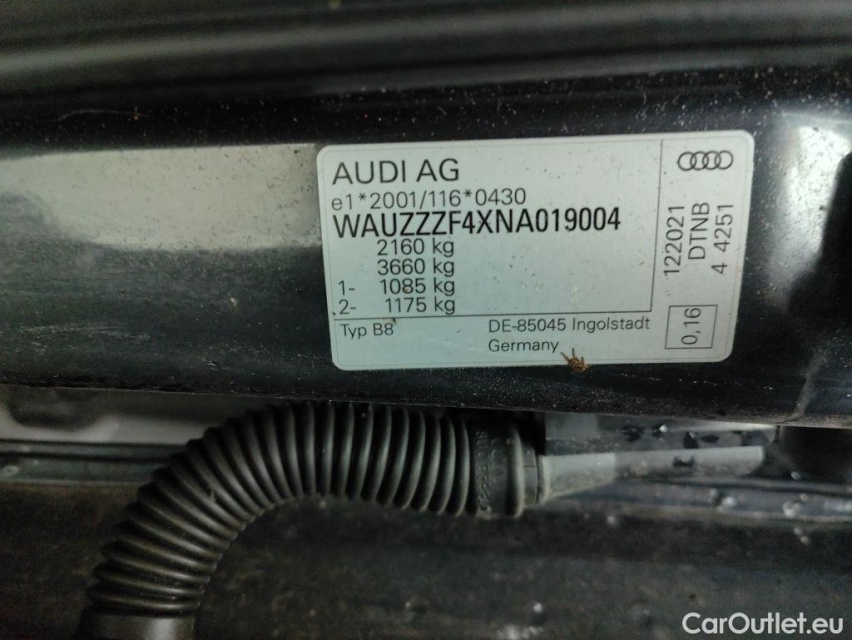 AUDI AG
e1*2001/116*0430
WAUZZZF4XNA019004
2160 kg
3660 kg
1- 1085 kg
2- 1175 kg
Typ B8
DE-85045 Ingolstadt
Germany
122021
DTNB
4 4251
0,16
CarOutlet.eu